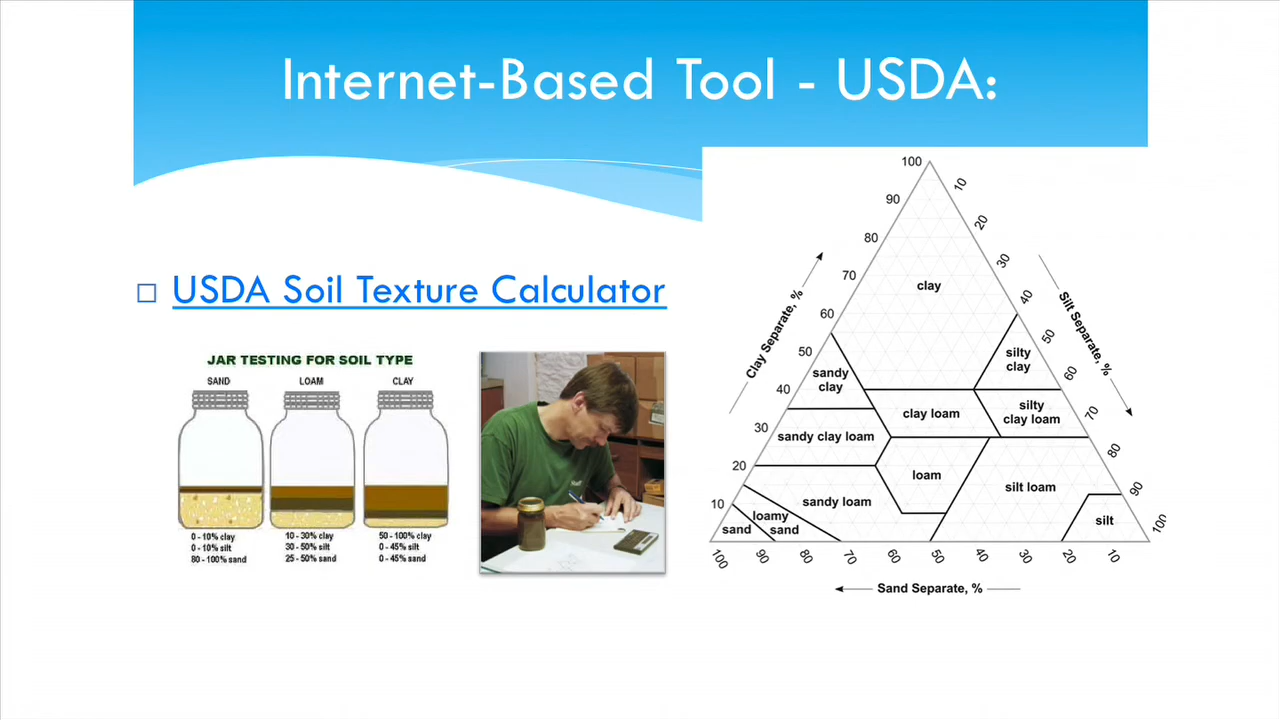 Internet-Based Tool - USDA:
USDA Soil Texture Calculator
JAR TESTING FOR SOIL TYPE
SAND
LOAM
CLAY
0 - 10% clay
0 - 10% silt
80 - 100% sand
10 - 30% clay
30 - 50% silt
25 - 50% sand
50 - 100% clay
0 - 45% silt
0 - 45% sand
100
90
80
70
60
50
40
30
20
10
Clay Separate, %
10
20
30
40
50
60
70
80
90
100
Silt Separate, %
clay
silty
clay
sandy
clay
clay loam
silty
clay loam
sandy clay loam
loam
silt loam
sandy loam
silt
loamy
sand
sand
100
90
80
70
60
50
40
30
20
10
Sand Separate, %